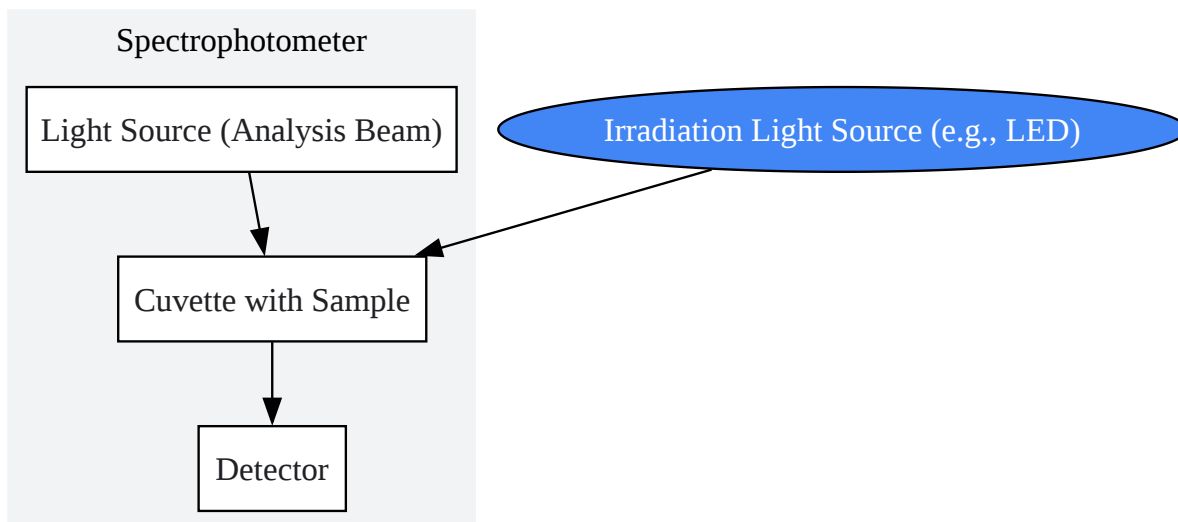 Spectrophotometer
Light Source (Analysis Beam)
Irradiation Light Source (e.g., LED)
Cuvette with Sample
Detector